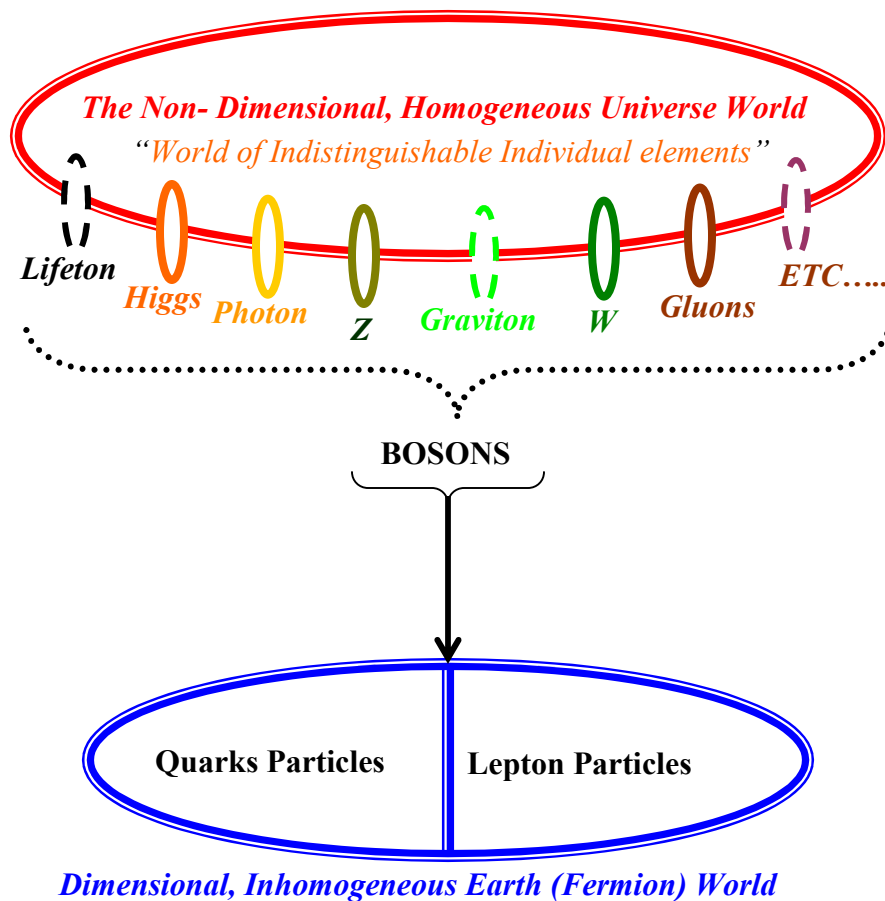 The Non- Dimensional, Homogeneous Universe World
“World of Indistinguishable Individual elements”
Lifeton
Higgs
Photon
Z
Graviton
W
Gluons
ETC…..
BOSONS
Quarks Particles
Lepton Particles
Dimensional, Inhomogeneous Earth (Fermion) World